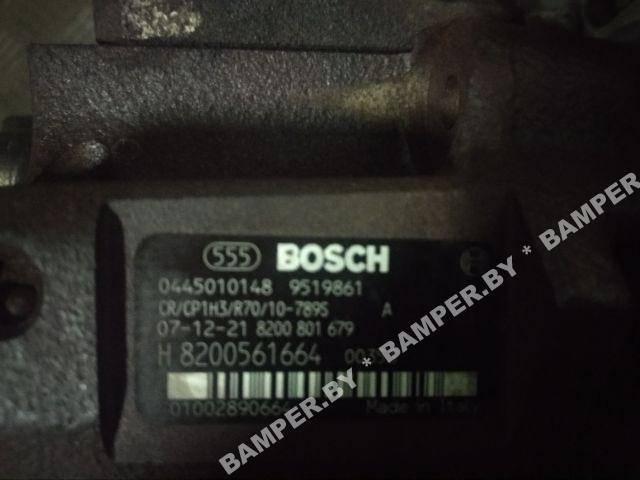 555 BOSCH
0445010148 9519861
CR/CP1H3/R70/10-789S A
07-12-21 8200 801 679
H 8200561664
Made in Italy
BAMPER.BY * BAMPER.BY * BAMPER.BY